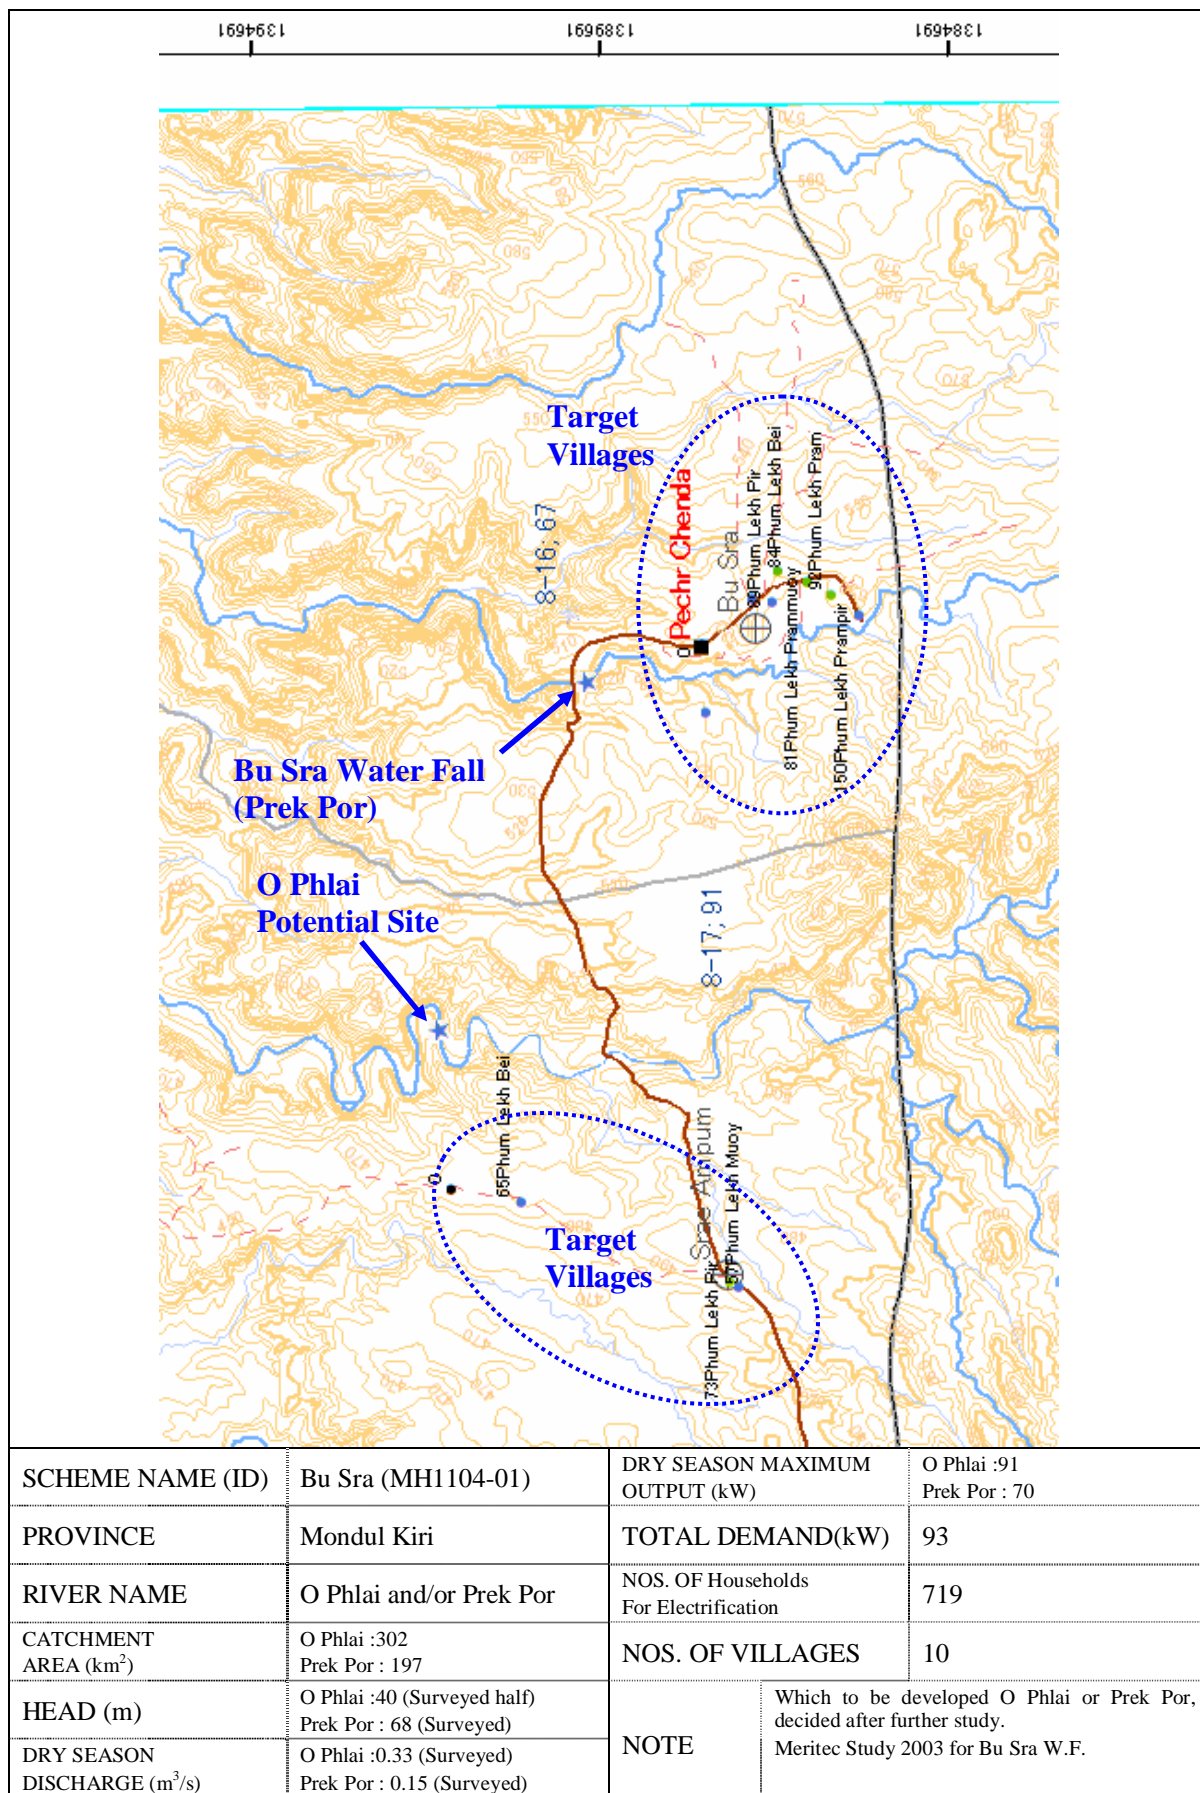 1394691
1389691
1384691
Target
Villages
8-16; 67
Pechr Chenda
0
Bu Sra
89Phum Lekh Pir
84Phum Lekh Bei
92Phum Lekh Pram
81Phum Lekh Prammuoy
150Phum Lekh Prampir
Bu Sra Water Fall
(Prek Por)
O Phlai
Potential Site
8-17; 91
65Phum Lekh Bei
0
Srae Ampum
57Phum Lekh Muoy
73Phum Lekh Pir
Target
Villages
SCHEME NAME (ID) Bu Sra (MH1104-01)
DRY SEASON MAXIMUM
OUTPUT (kW)
O Phlai :91
Prek Por : 70
PROVINCE Mondul Kiri
TOTAL DEMAND(kW) 93
RIVER NAME O Phlai and/or Prek Por
NOS. OF Households
For Electrification
719
CATCHMENT
AREA (km²)
O Phlai :302
Prek Por : 197
NOS. OF VILLAGES 10
HEAD (m)
O Phlai :40 (Surveyed half)
Prek Por : 68 (Surveyed)
DRY SEASON
DISCHARGE (m³/s)
O Phlai :0.33 (Surveyed)
Prek Por : 0.15 (Surveyed)
NOTE
Which to be developed O Phlai or Prek Por,
decided after further study.
Meritec Study 2003 for Bu Sra W.F.